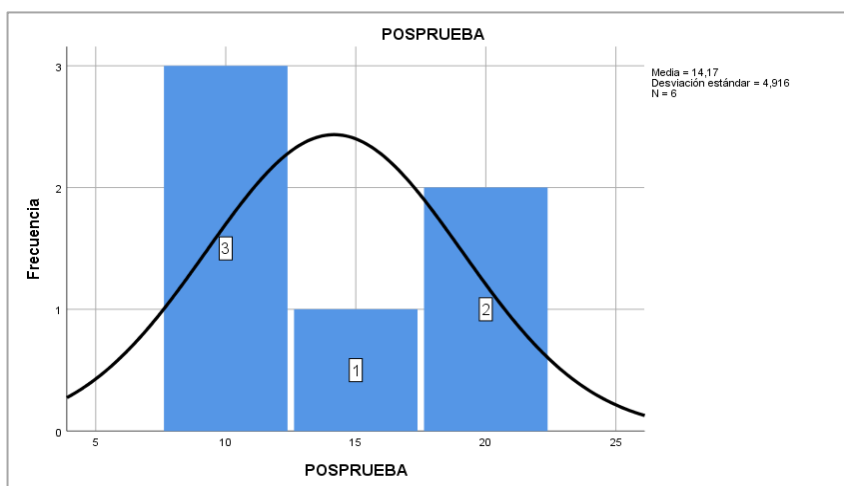 POSPRUEBA
Media = 14,17
Desviación estándar = 4,916
N = 6
Frecuencia
3
2
1
0
3
1
2
5
10
15
20
25
POSPRUEBA